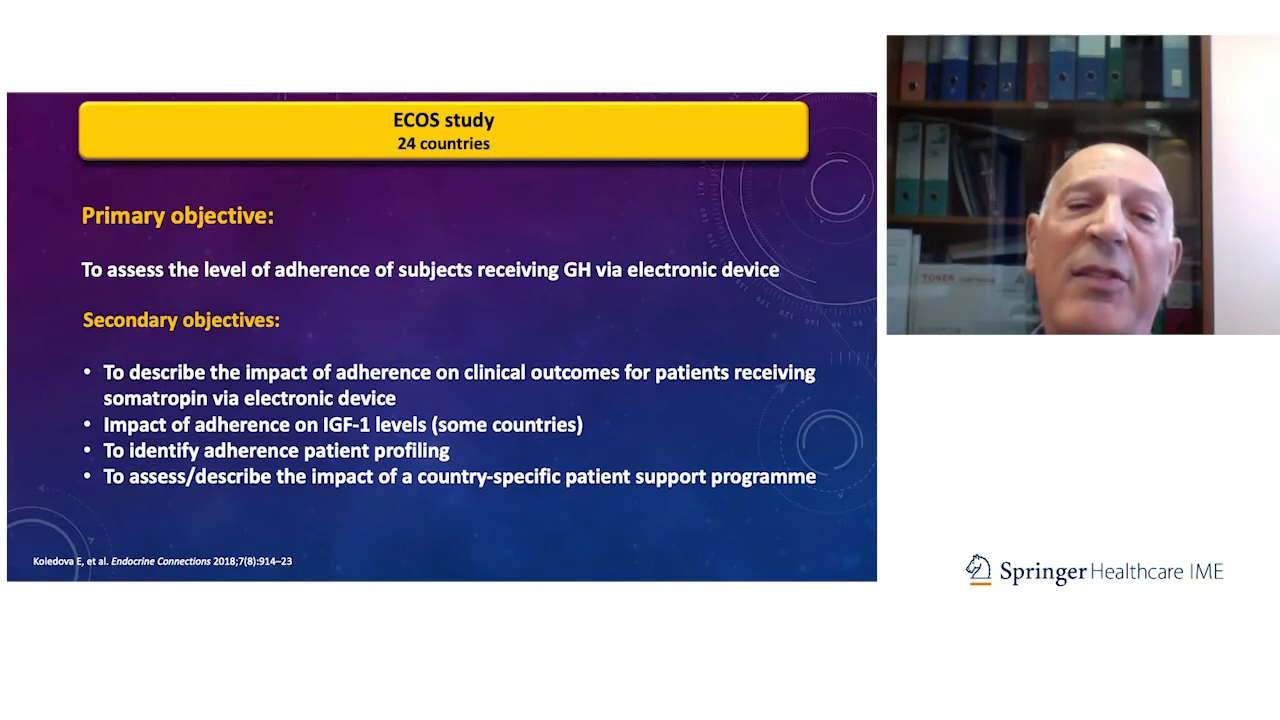 ECOS study
24 countries
Primary objective:
To assess the level of adherence of subjects receiving GH via electronic device
Secondary objectives:
• To describe the impact of adherence on clinical outcomes for patients receiving
somatropin via electronic device
• Impact of adherence on IGF-1 levels (some countries)
• To identify adherence patient profiling
• To assess/describe the impact of a country-specific patient support programme
Koledova E, et al. Endocrine Connections 2018;7(8):914–23
TONER
Springer Healthcare IME